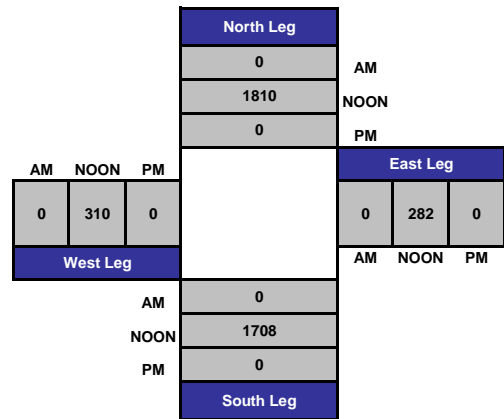 North Leg
0 AM
1810 NOON
0 PM
AM NOON PM East Leg
0 310 0 0 282 0
West Leg AM NOON PM
AM 0
NOON 1708
PM 0
South Leg